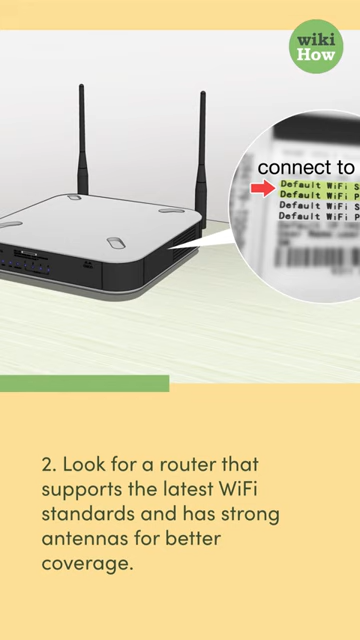 wiki
How
connect to
Default WiFi S
Default WiFi P
Default WiFi S
Default WiFi P
2. Look for a router that
supports the latest WiFi
standards and has strong
antennas for better
coverage.